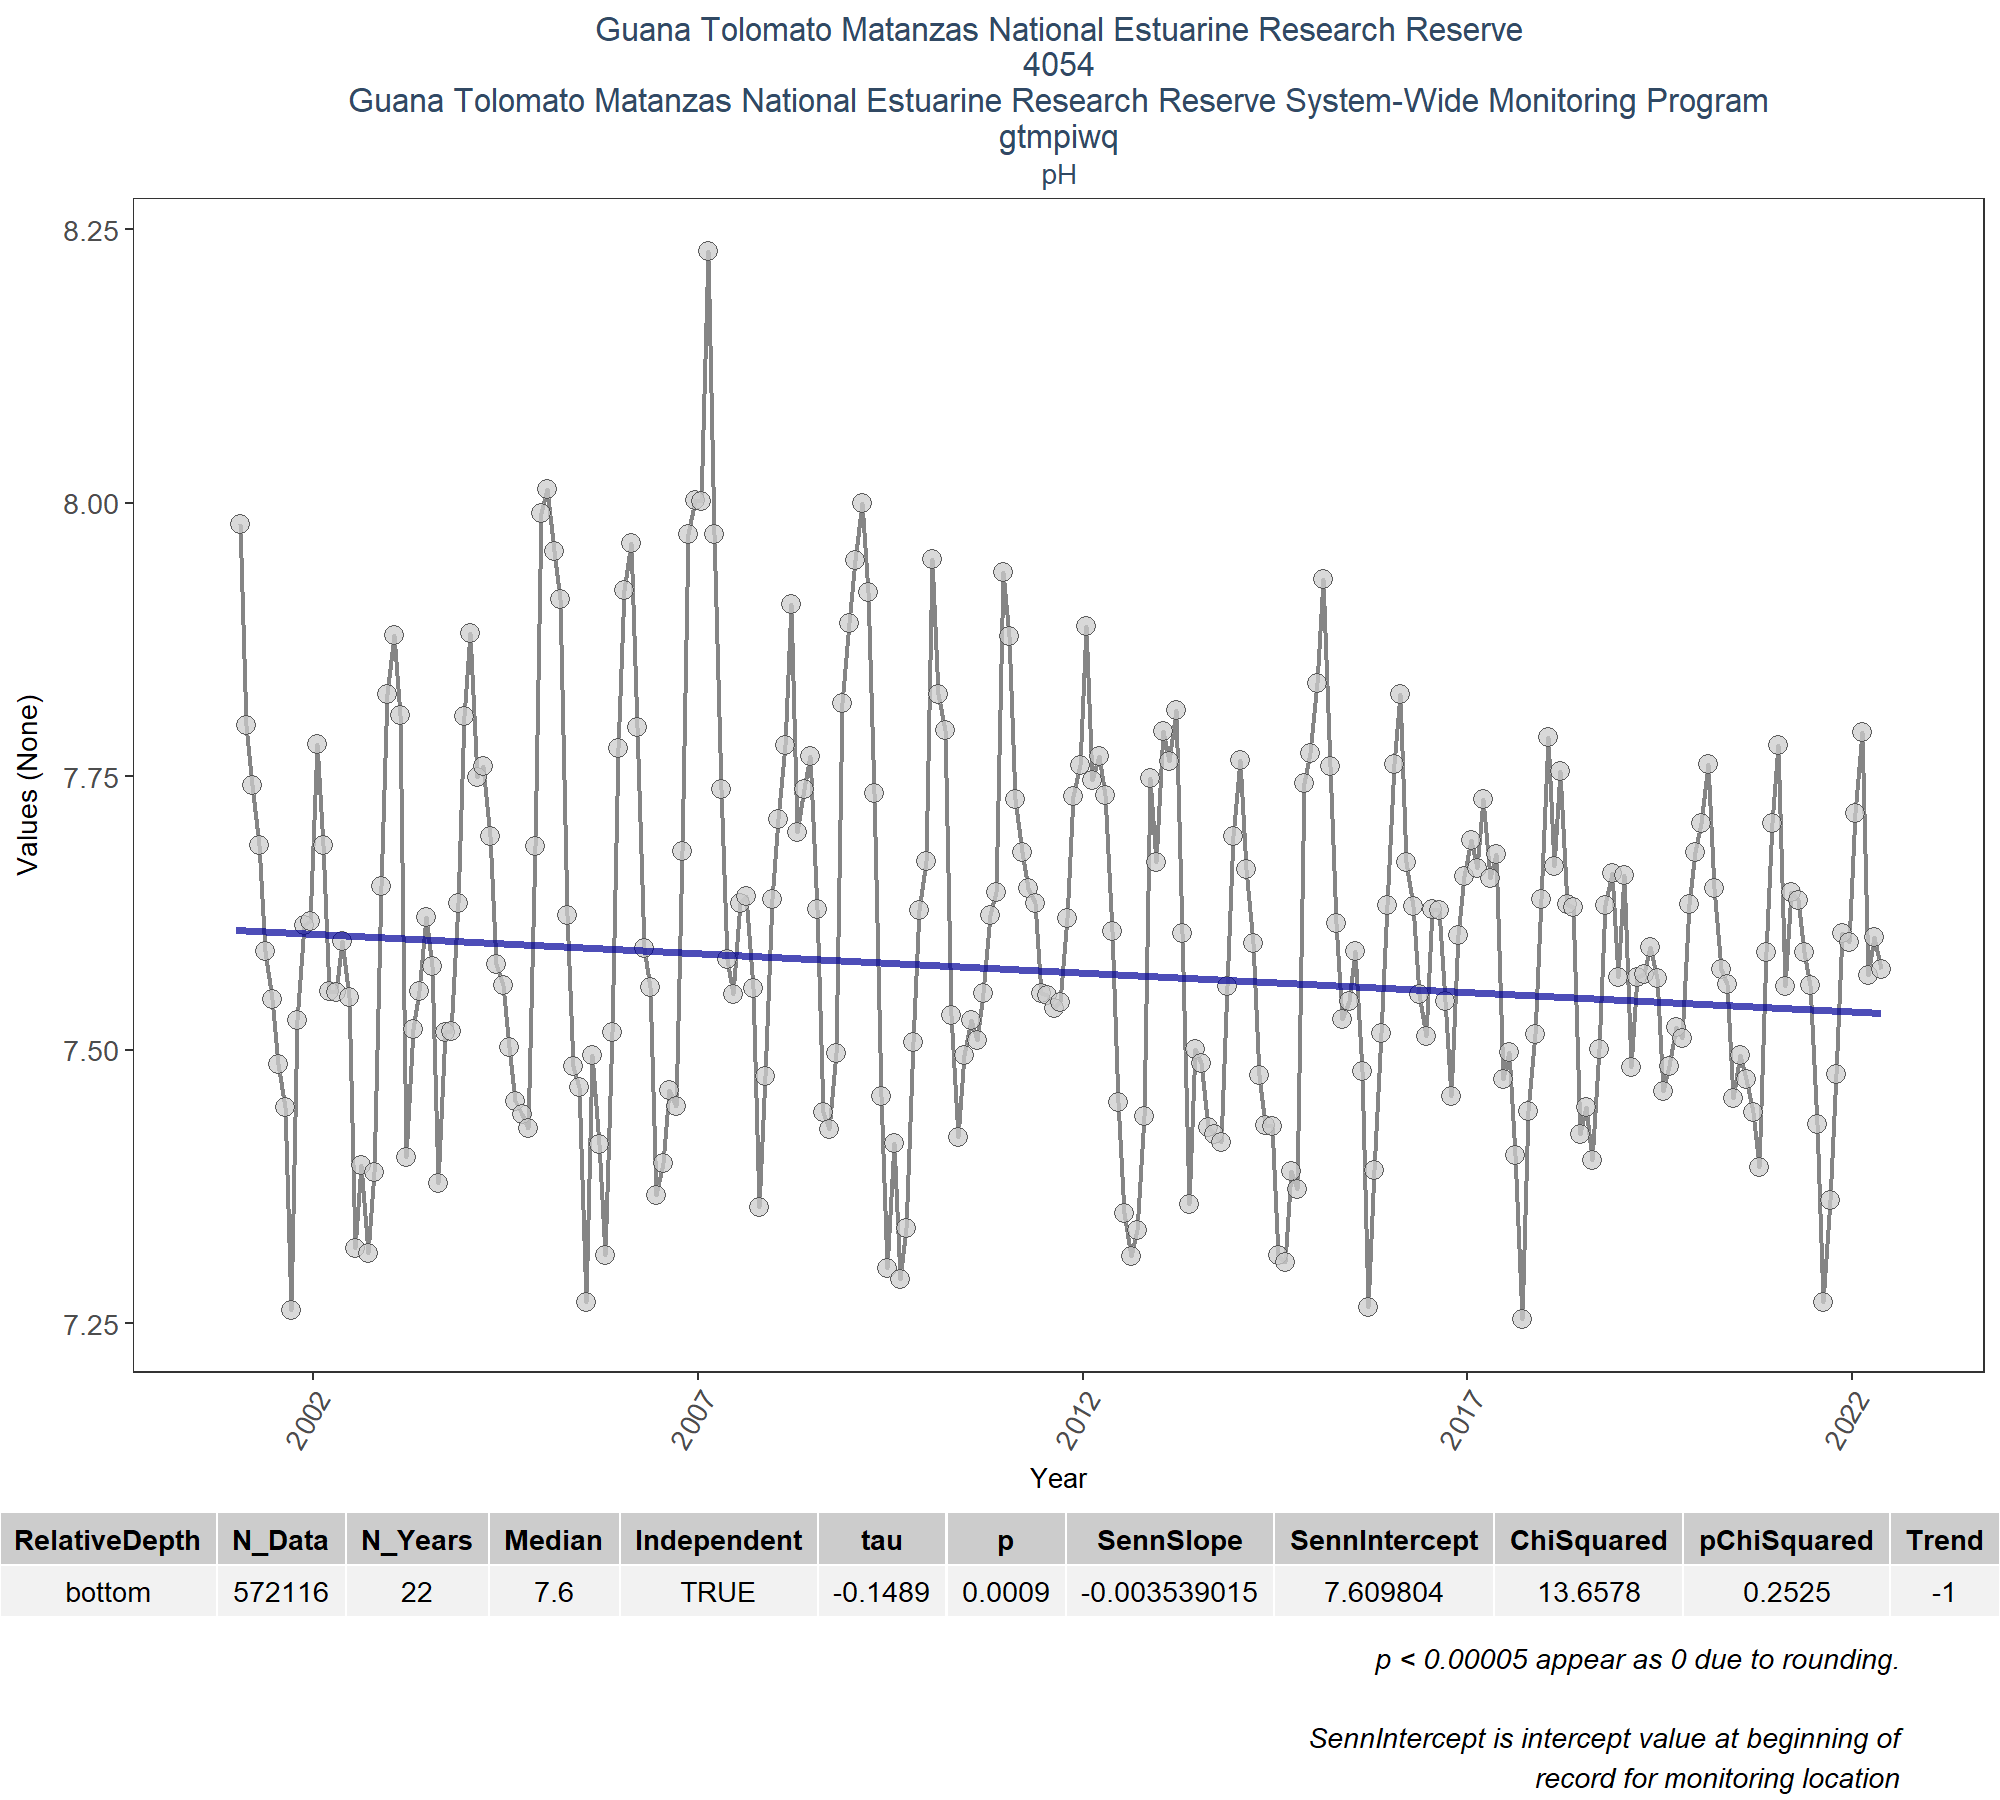 Guana Tolomato Matanzas National Estuarine Research Reserve
4054
Guana Tolomato Matanzas National Estuarine Research Reserve System-Wide Monitoring Program
gtmpiwq
pH
8.25
8.00
7.75
7.50
7.25
Values (None)
2002 2007 2012 2017 2022
Year
RelativeDepth N_Data N_Years Median Independent tau p SennSlope SennIntercept ChiSquared pChiSquared Trend
bottom 572116 22 7.6 TRUE -0.1489 0.0009 -0.003539015 7.609804 13.6578 0.2525 -1
p < 0.00005 appear as 0 due to rounding.
SennIntercept is intercept value at beginning of
record for monitoring location